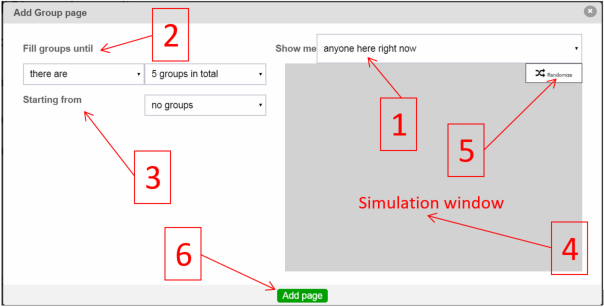 Add Group page
2
Fill groups until
Show me
anyone here right now
there are
5 groups in total
Randomize
Starting from
no groups
1
5
3
Simulation window
4
6
Add page